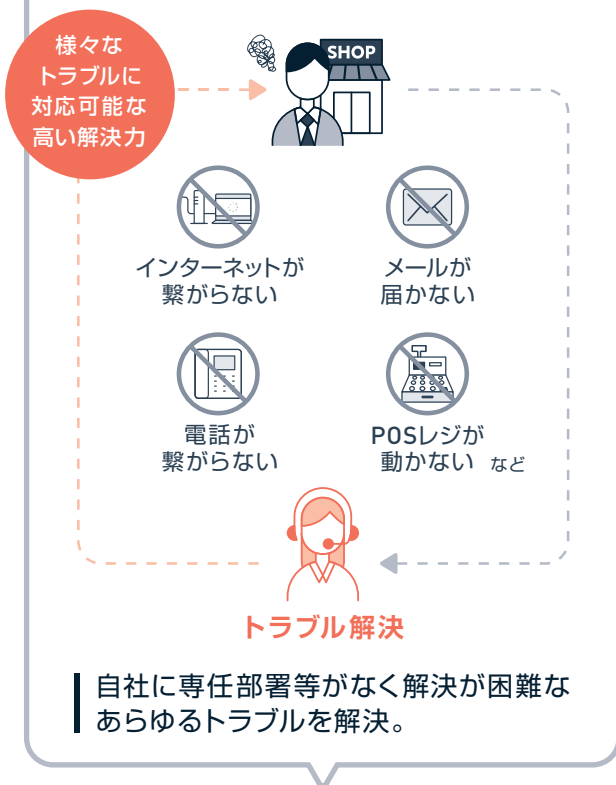 様々な
トラブルに
対応可能な
高い解決力
SHOP
インターネットが
繋がらない
メールが
届かない
電話が
繋がらない
POSレジが
動かない など
トラブル解決
自社に専任部署等がなく解決が困難な
あらゆるトラブルを解決。